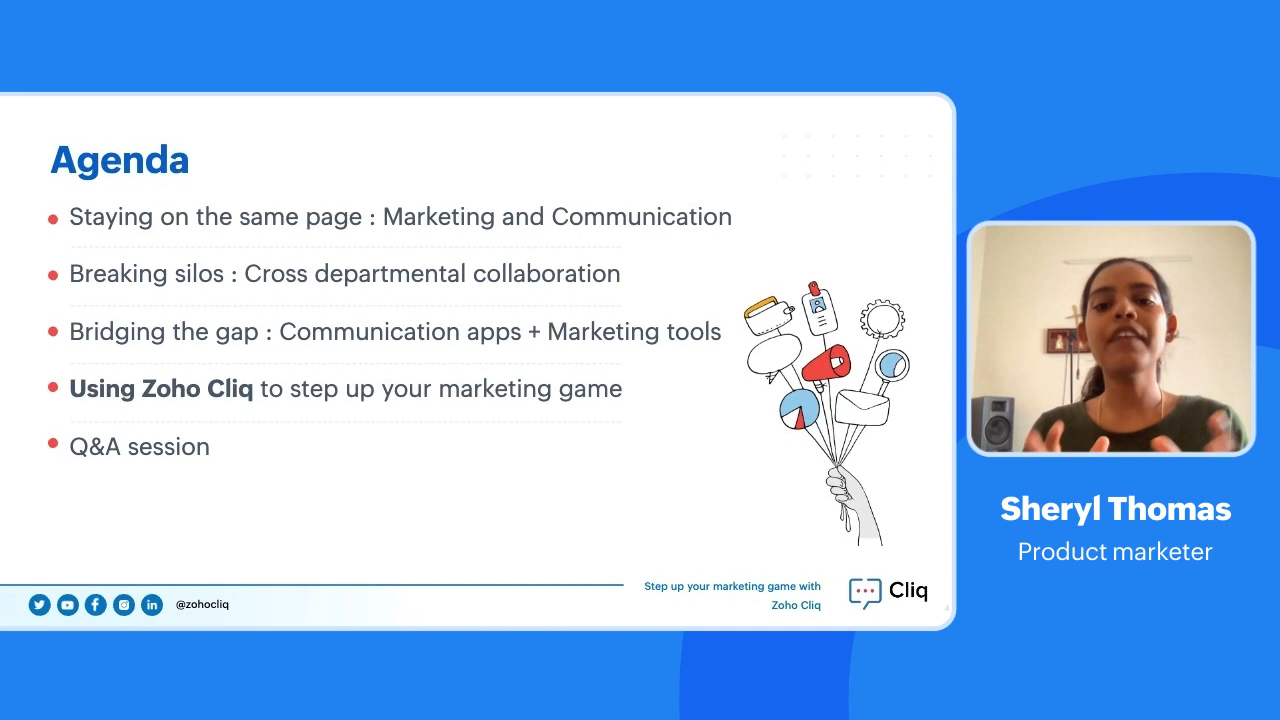 Agenda
Staying on the same page : Marketing and Communication
Breaking silos : Cross departmental collaboration
Bridging the gap : Communication apps + Marketing tools
Using Zoho Cliq to step up your marketing game
Q&A session
@zohocliq
Step up your marketing game with
Zoho Cliq
Cliq
Sheryl Thomas
Product marketer